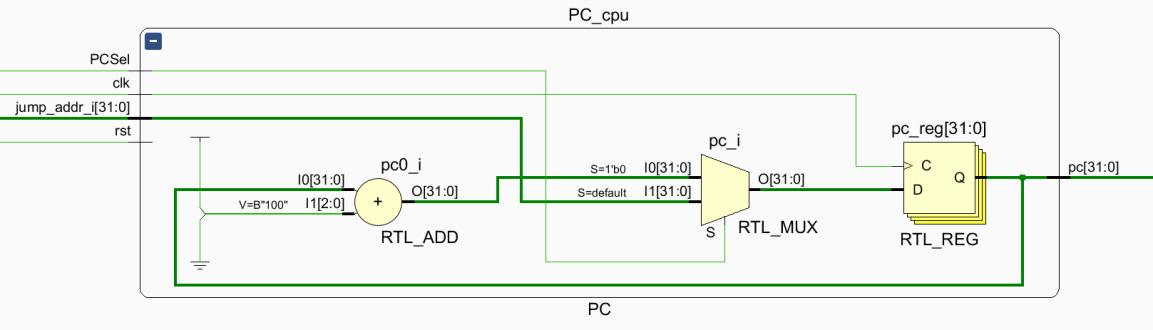 PC_cpu
PCSel
clk
jump_addr_i[31:0]
rst
pc0_i
I0[31:0]
V=B"100"
I1[2:0]
+
O[31:0]
RTL_ADD
pc_i
S=1'b0
I0[31:0]
S=default
I1[31:0]
S
O[31:0]
RTL_MUX
pc_reg[31:0]
C
D
Q
RTL_REG
pc[31:0]
PC